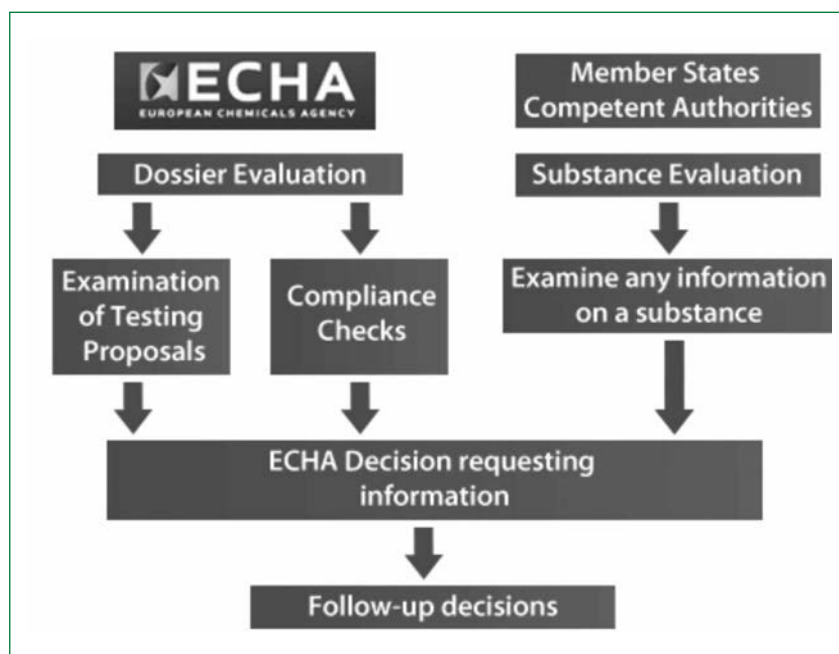 ECHA
EUROPEAN CHEMICALS AGENCY
Member States
Competent Authorities
Dossier Evaluation
Substance Evaluation
Examination
of Testing
Proposals
Compliance
Checks
Examine any information
on a substance
ECHA Decision requesting
information
Follow-up decisions